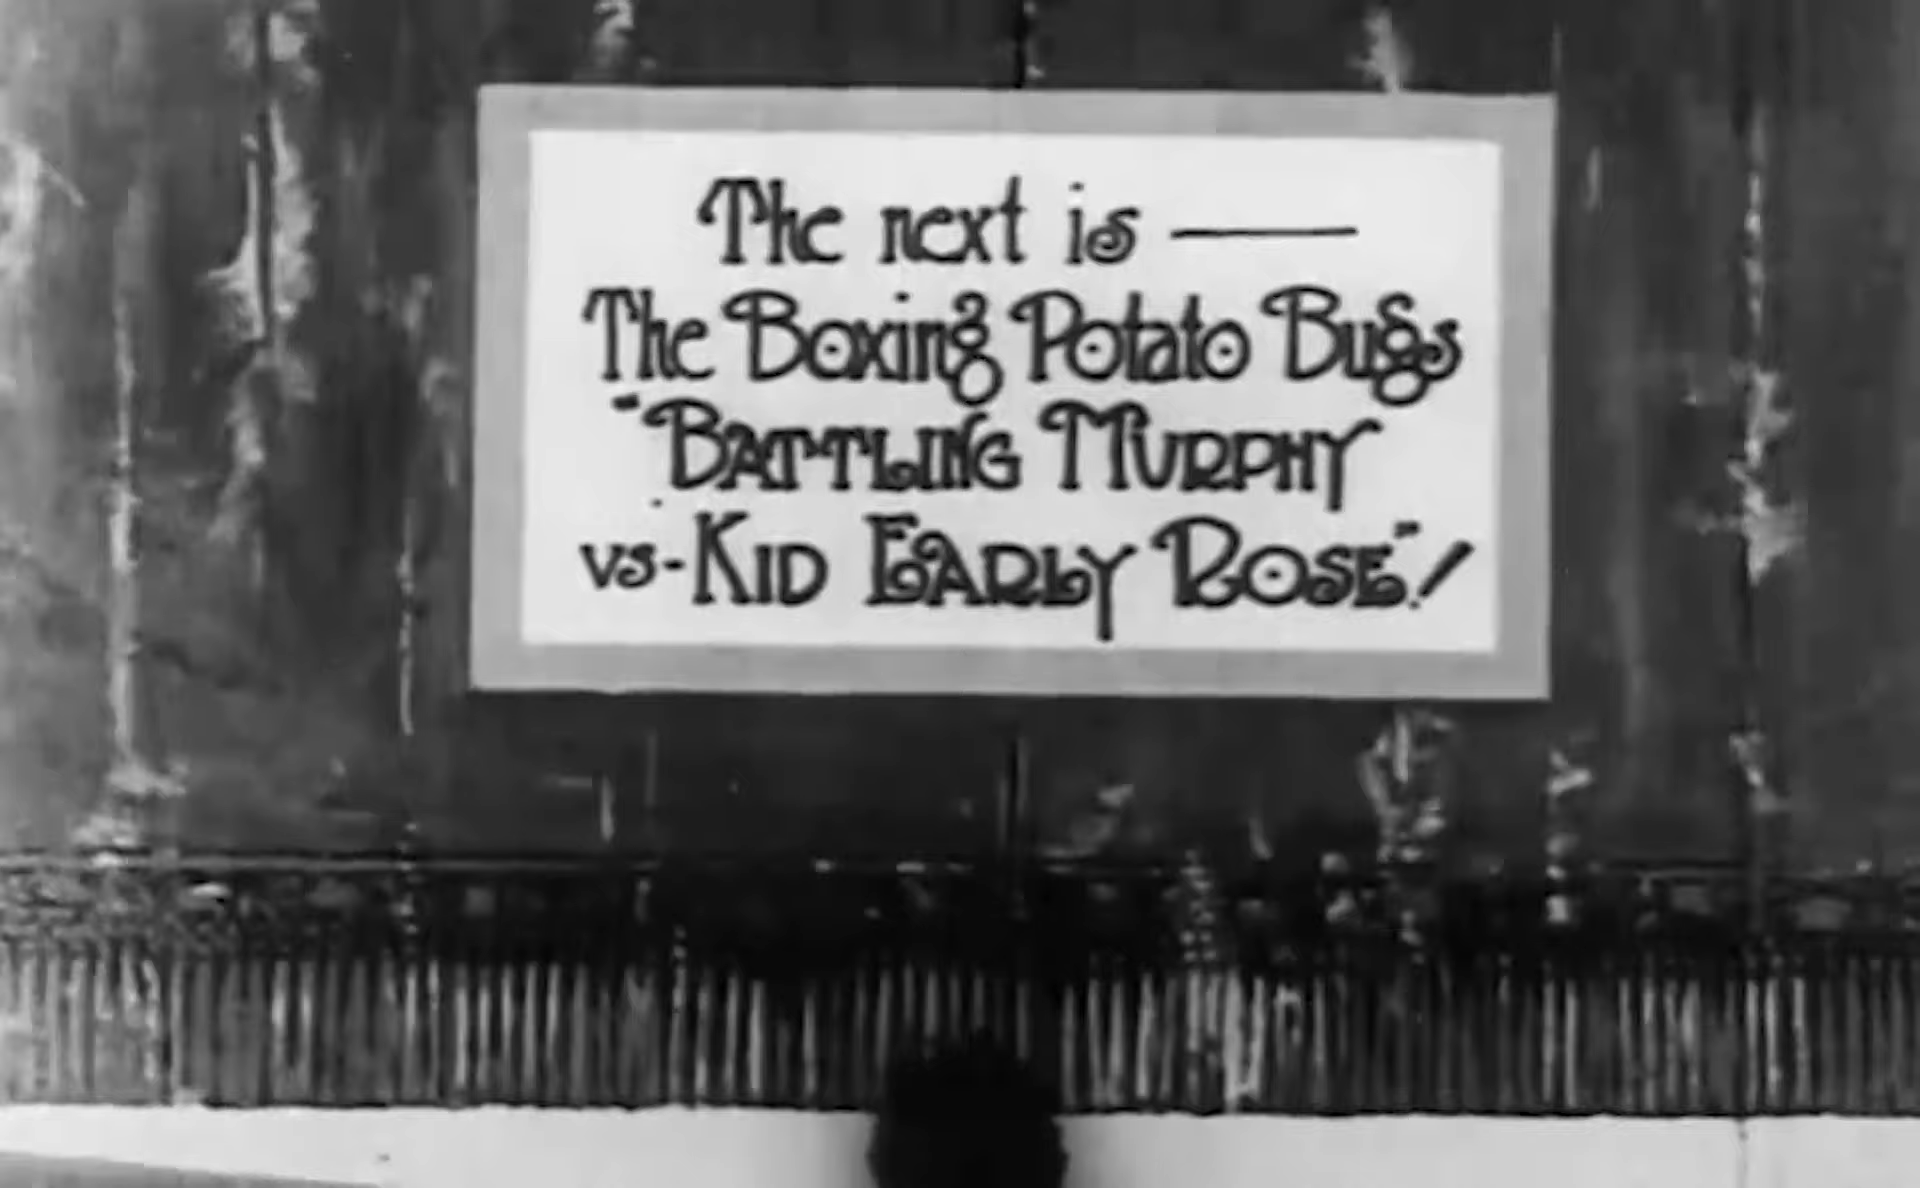 The next is —
The Boxing Potato Bugs
"BATTLING MURPHY
vs-KID EARLY ROSE"!